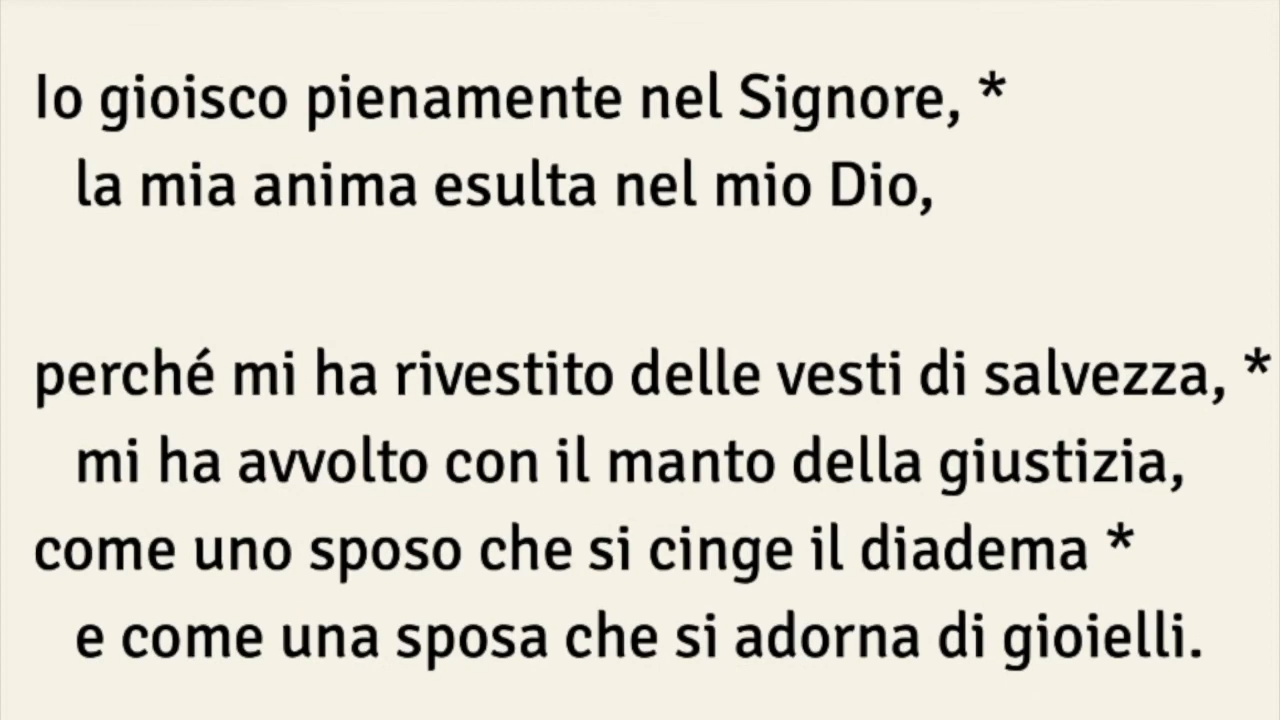 Io gioisco pienamente nel Signore, *
la mia anima esulta nel mio Dio,
perché mi ha rivestito delle vesti di salvezza, *
mi ha avvolto con il manto della giustizia,
come uno sposo che si cinge il diadema *
e come una sposa che si adorna di gioielli.